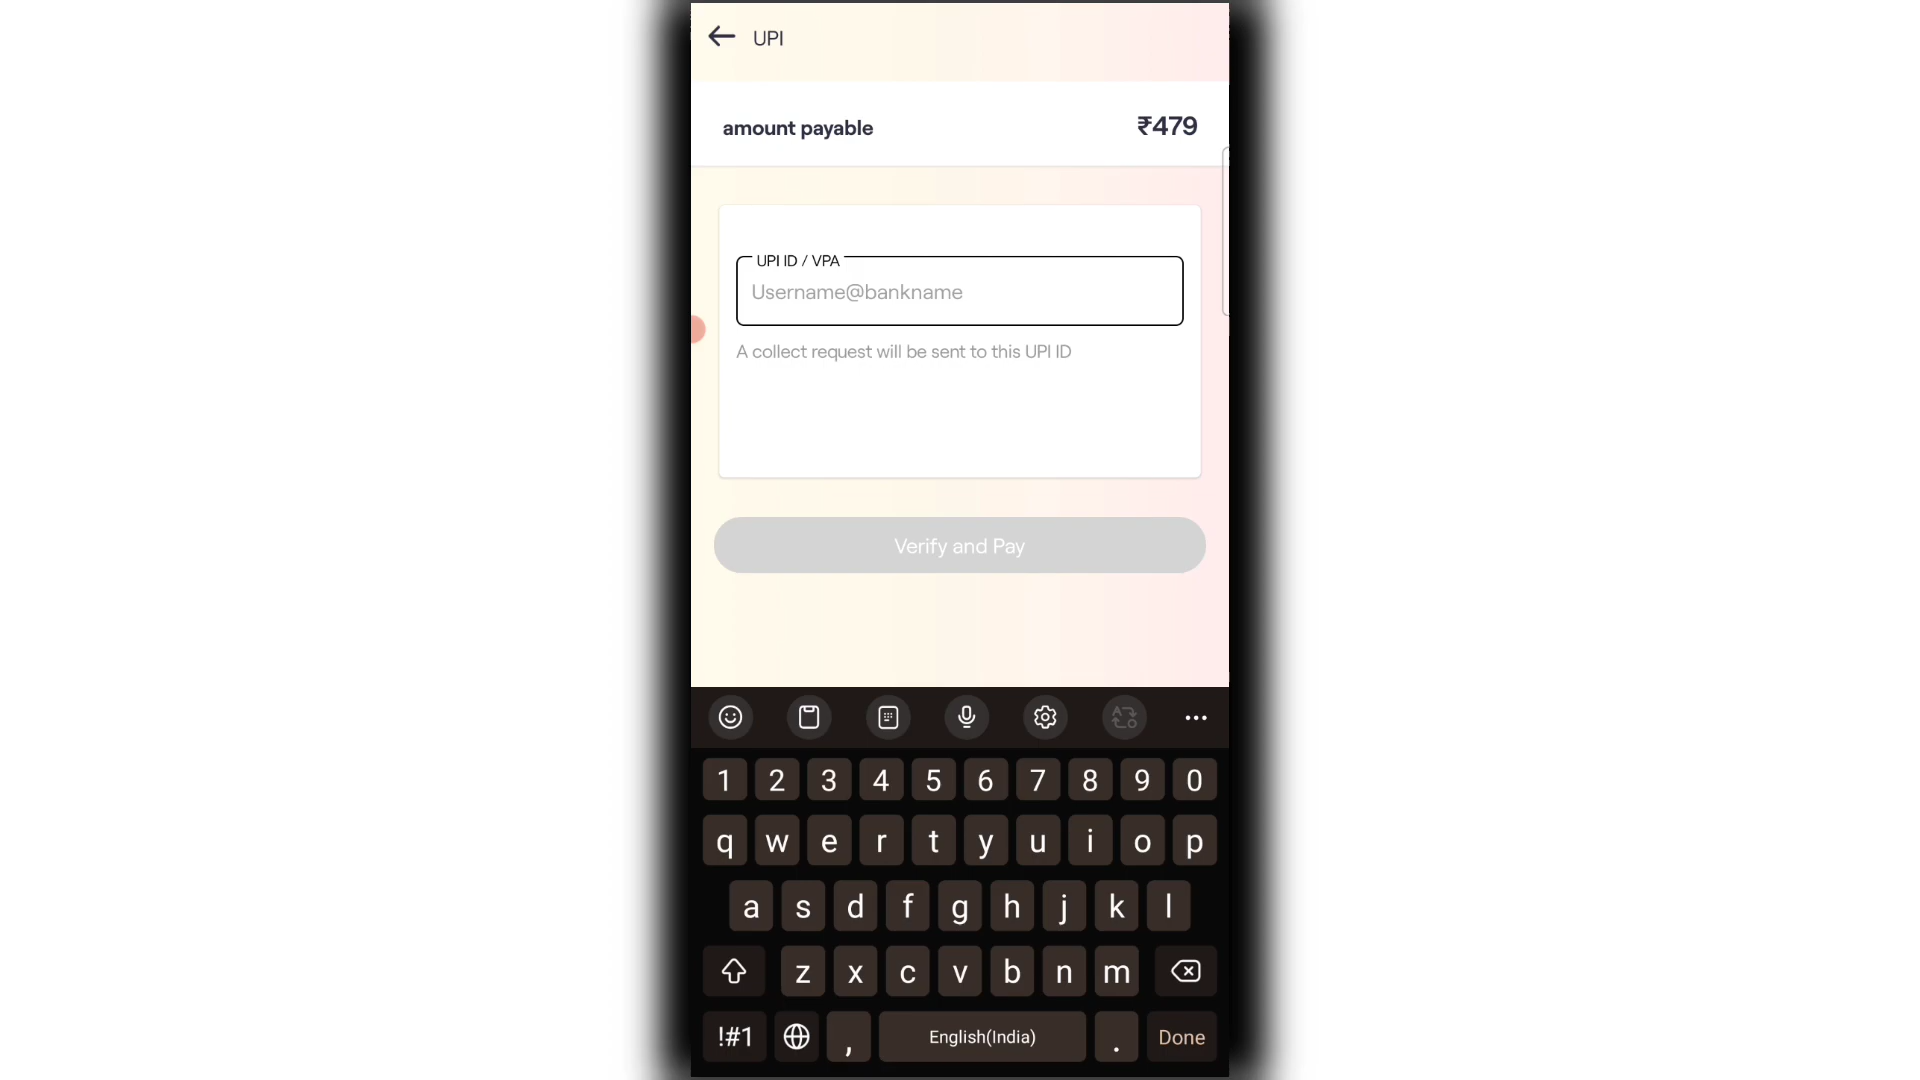 UPI
amount payable ₹479
UPI ID / VPA
Username@bankname
A collect request will be sent to this UPI ID
Verify and Pay
1 2 3 4 5 6 7 8 9 0
q w e r t y u i o p
a s d f g h j k l
z x c v b n m
!#1 , English(India) . Done